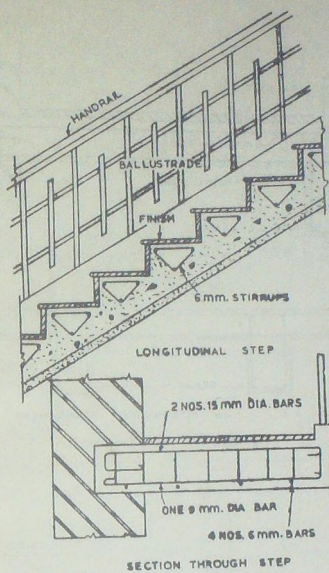 HANDRAIL
BALLUSTRADE
FINISH
6 mm. STIRRUPS
LONGITUDINAL STEP
2 NOS. 15 mm DIA. BARS
ONE 9 mm. DIA BAR
4 NOS. 6 mm. BARS
SECTION THROUGH STEP